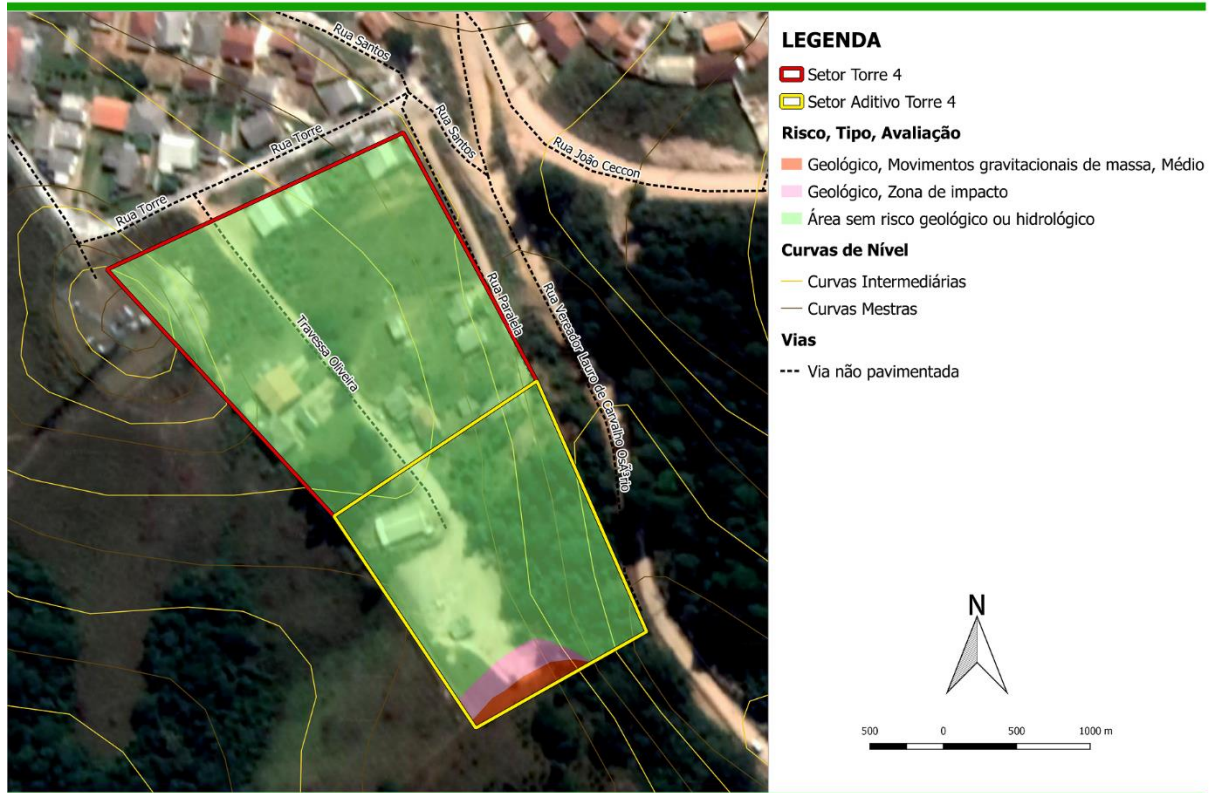 Rua Santos
Rua Torre
Rua Santos
Rua João Ceccon
Rua Torre
Rua Paralela
Rua Vereador Lauro de Carvalho OsÃ³rio
Travessa Oliveira
LEGENDA
Setor Torre 4
Setor Aditivo Torre 4
Risco, Tipo, Avaliação
Geológico, Movimentos gravitacionais de massa, Médio
Geológico, Zona de impacto
Área sem risco geológico ou hidrológico
Curvas de Nível
Curvas Intermediárias
Curvas Mestras
Vias
Via não pavimentada
N
500 0 500 1000 m